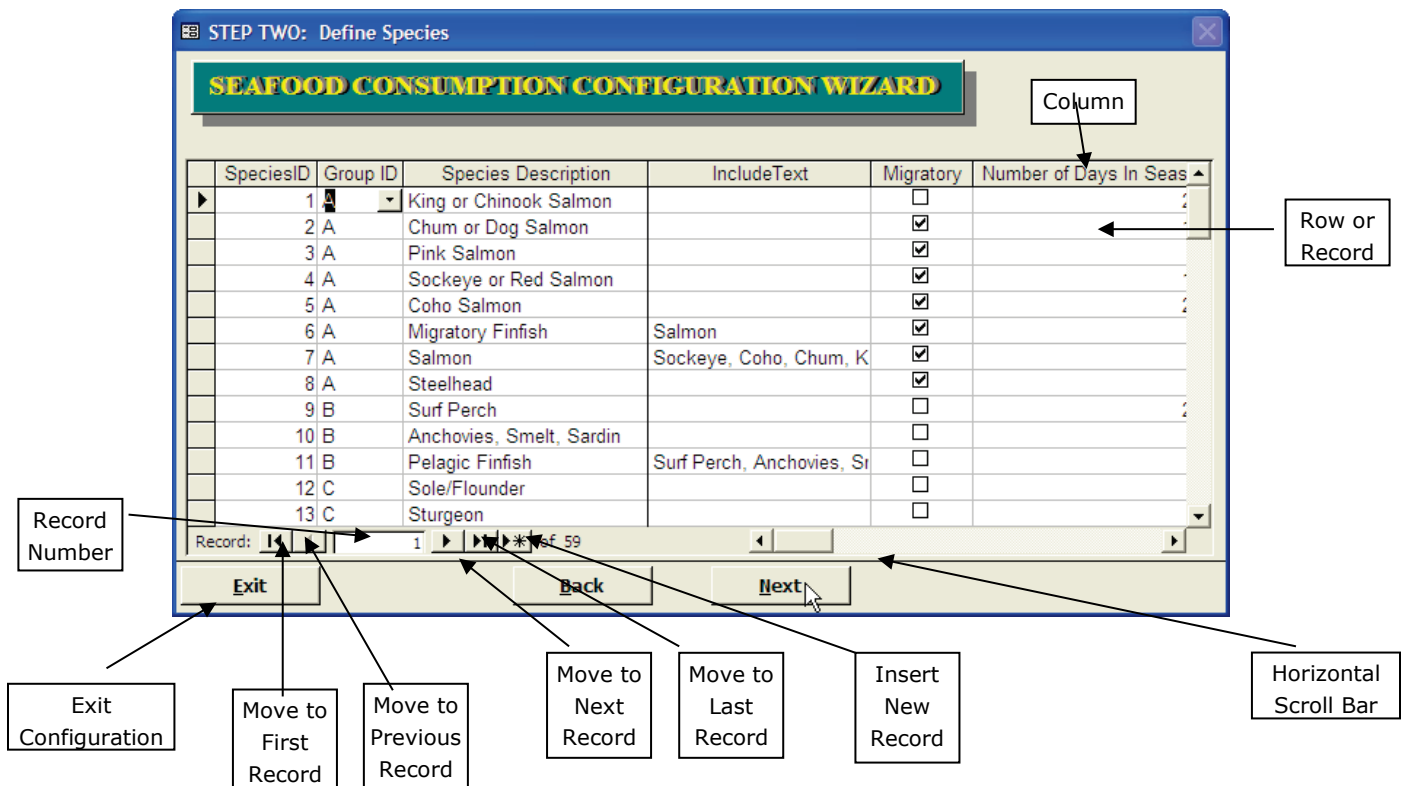 STEP TWO: Define Species
SEAFOOD CONSUMPTION CONFIGURATION WIZARD
Column
SpeciesID Group ID Species Description IncludeText Migratory Number of Days In Seas
1 A King or Chinook Salmon
2 A Chum or Dog Salmon
3 A Pink Salmon
4 A Sockeye or Red Salmon
5 A Coho Salmon
6 A Migratory Finfish Salmon
7 A Salmon Sockeye, Coho, Chum, K
8 A Steelhead
9 B Surf Perch
10 B Anchovies, Smelt, Sardin
11 B Pelagic Finfish Surf Perch, Anchovies, Sr
12 C Sole/Flounder
13 C Sturgeon
Row or
Record
Record
Number
Record: 1 of 59
Exit Back Next
Exit
Configuration
Move to
First
Record
Move to
Previous
Record
Move to
Next
Record
Move to
Last
Record
Insert
New
Record
Horizontal
Scroll Bar